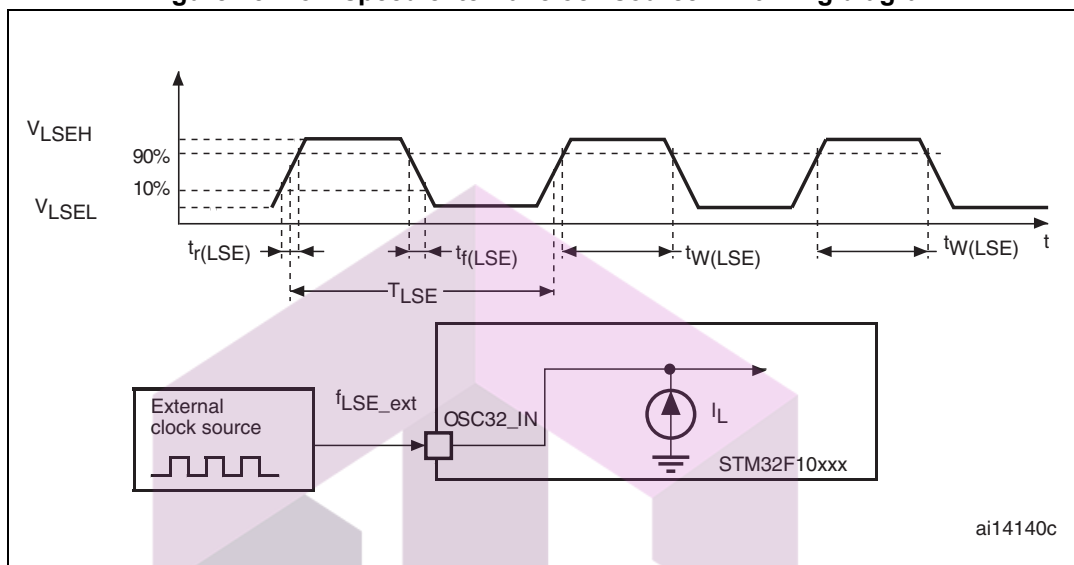 VLSEH
90%
10%
VLSEL
tr(LSE)
tf(LSE)
tW(LSE)
tW(LSE)
t
TLSE
External
clock source
fLSE_ext
OSC32_IN
IL
STM32F10xxx
ai14140c